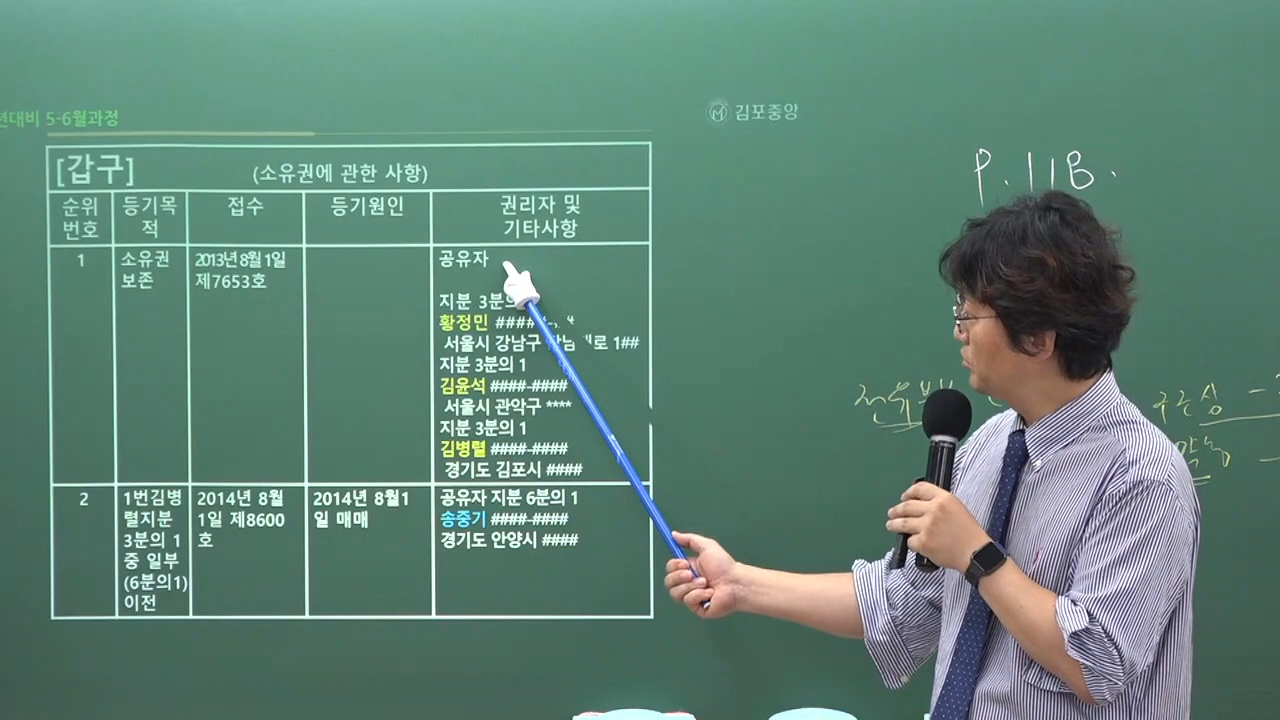 년대비 5-6월과정
김포중앙
P. 11B.
[갑구] (소유권에 관한 사항)
순위번호 등기목적 접수 등기원인 권리자 및 기타사항
1
소유권
보존
2013년 8월 1일
제7653호
공유자
지분 3분의
황정민 ####
서울시 강남구 로 1##
지분 3분의 1
김윤석 ####-####
서울시 관악구 ****
지분 3분의 1
김병렬 ####-####
경기도 김포시 ####
2
1번김병
렬지분
3분의 1
중 일부
(6분의1)
이전
2014년 8월
1일 제8600
호
2014년 8월1
일 매매
공유자 지분 6분의 1
송중기 ####-####
경기도 안양시 ####